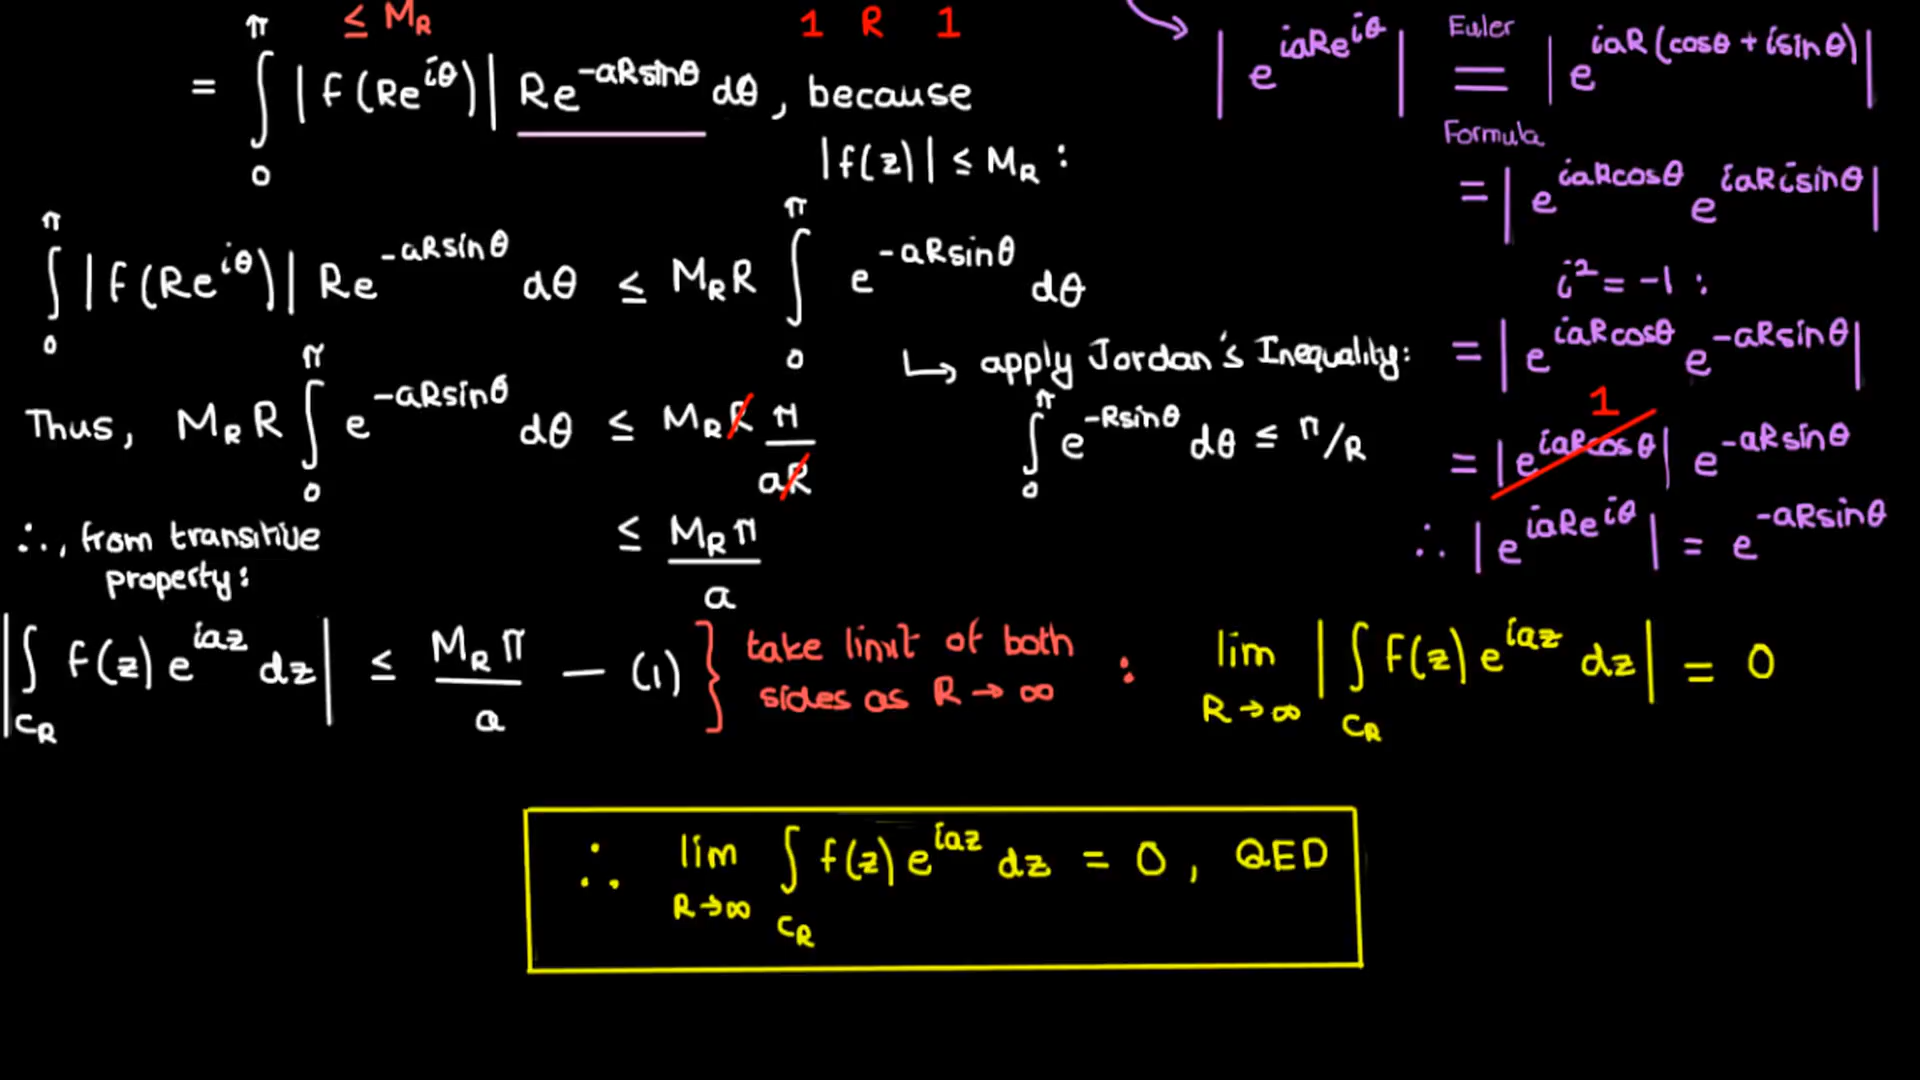 ≤ M_R
1 R 1
= ∫₀^π |f(Re^{iθ})| Re^{-aRsinθ} dθ, because
|f(z)| ≤ M_R :
∫₀^π |f(Re^{iθ})| Re^{-aRsinθ} dθ ≤ M_R R ∫₀^π e^{-aRsinθ} dθ
↳ apply Jordan's Inequality:
∫₀^π e^{-Rsinθ} dθ ≤ π/R
Thus, M_R R ∫₀^π e^{-aRsinθ} dθ ≤ M_R R π/aR
≤ M_R π/a
∴, from transitive
property:
|∫_{C_R} f(z) e^{iaz} dz| ≤ M_R π/a — (1) } take limit of both
sides as R → ∞ :
lim_{R→∞} |∫_{C_R} f(z) e^{iaz} dz| = 0
∴ lim_{R→∞} ∫_{C_R} f(z) e^{iaz} dz = 0, QED
|e^{iaRe^{iθ}}| = |e^{iaR(cosθ + isinθ)}|
Euler
Formula
= |e^{iaRcosθ} e^{iaRisinθ}|
i² = -1 :
= |e^{iaRcosθ} e^{-aRsinθ}|
1
= |e^{iaRcosθ}| e^{-aRsinθ}
∴ |e^{iaRe^{iθ}}| = e^{-aRsinθ}